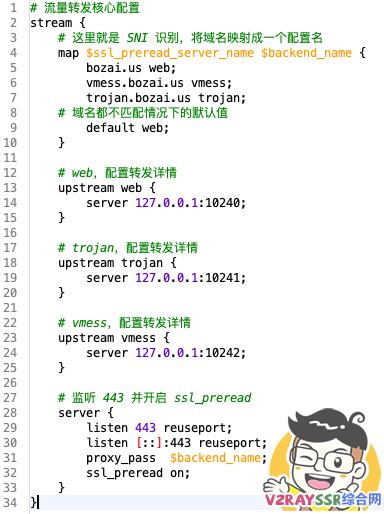 1 # 流量转发核心配置
2 stream {
3     # 这里就是 SNI 识别，将域名映射成一个配置名
4     map $ssl_preread_server_name $backend_name {
5         bozai.us web;
6         vmess.bozai.us vmess;
7         trojan.bozai.us trojan;
8     # 域名都不匹配情况下的默认值
9         default web;
10     }
11
12     # web，配置转发详情
13     upstream web {
14         server 127.0.0.1:10240;
15     }
16
17     # trojan，配置转发详情
18     upstream trojan {
19         server 127.0.0.1:10241;
20     }
21
22     # vmess，配置转发详情
23     upstream vmess {
24         server 127.0.0.1:10242;
25     }
26
27     # 监听 443 并开启 ssl_preread
28     server {
29         listen 443 reuseport;
30         listen [::]:443 reuseport;
31         proxy_pass  $backend_name;
32         ssl_preread on;
33     }
34 }
V2RAYSSR综合网